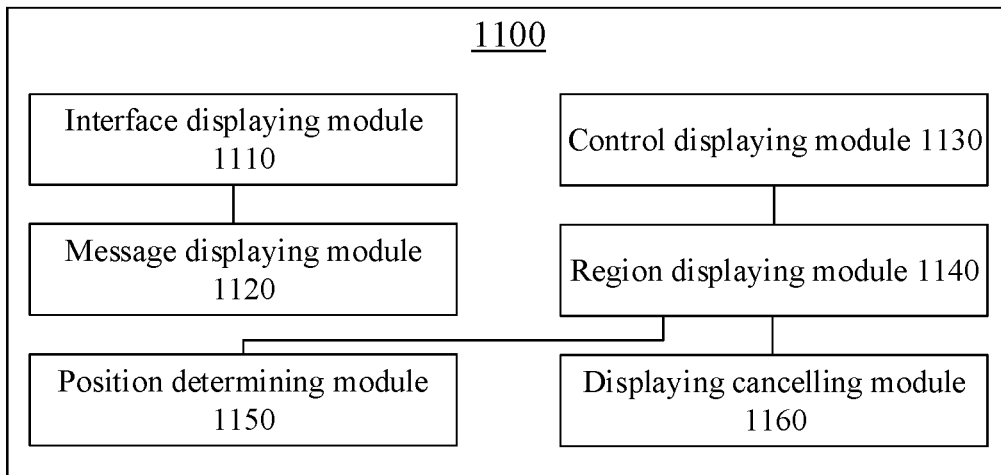 1100
Interface displaying module
1110
Control displaying module 1130
Message displaying module
1120
Region displaying module 1140
Position determining module
1150
Displaying cancelling module
1160